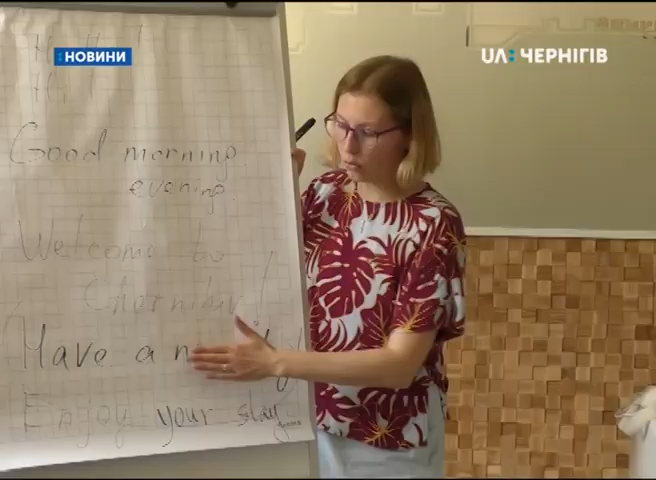 :НОВИНИ
UA:ЧЕРНІГІВ
Good morning
evening
Welcome to
Chernihiv!
Have a
Enjoy your stay